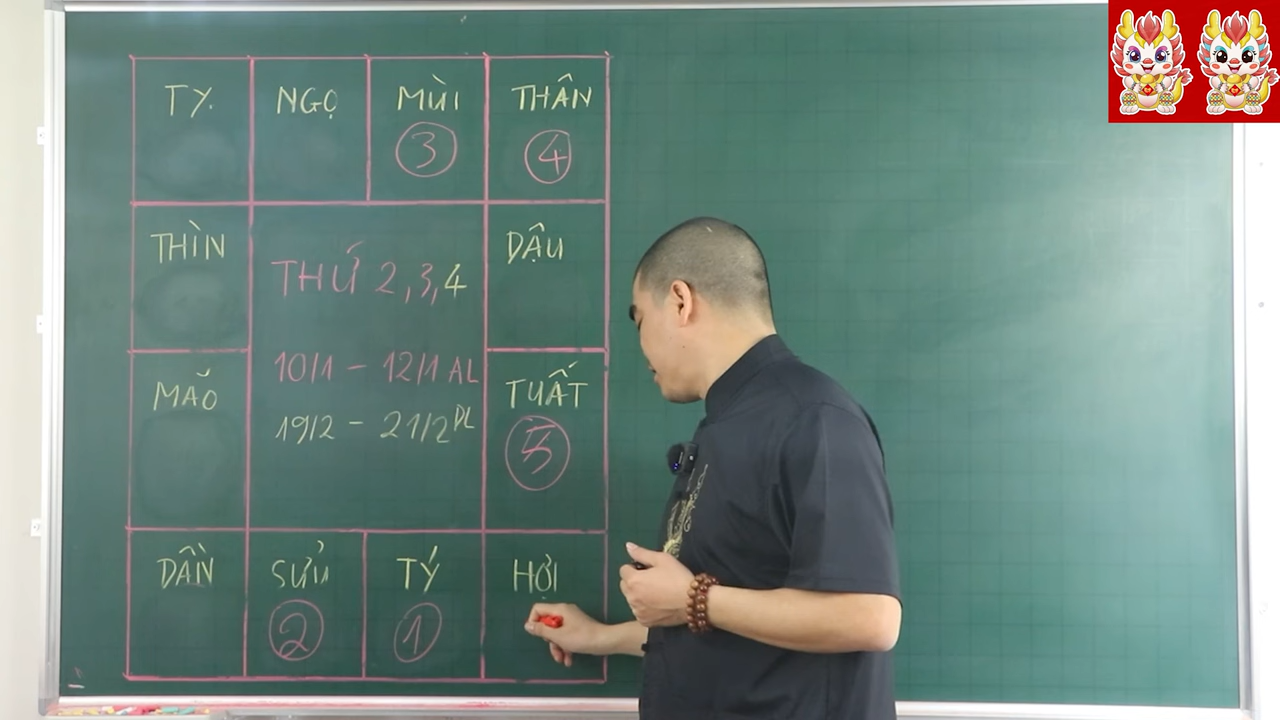 TỴ NGỌ MÙI THÂN
3 4
THÌN DẬU
THỨ 2,3,4
10/1 - 12/1 AL
MÃO TUẤT
19/2 - 21/2 DL
5
DẦN SỬU TÝ HỢI
2 1